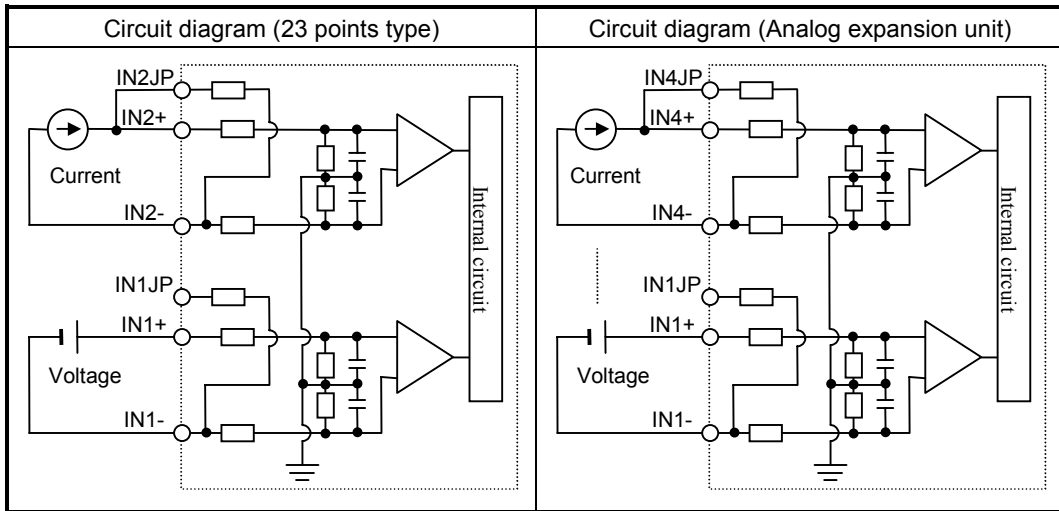 Circuit diagram (23 points type)
IN2JP
IN2+
Current
IN2-
IN1JP
IN1+
Voltage
IN1-
Internal circuit
Circuit diagram (Analog expansion unit)
IN4JP
IN4+
Current
IN4-
IN1JP
IN1+
Voltage
IN1-
Internal circuit